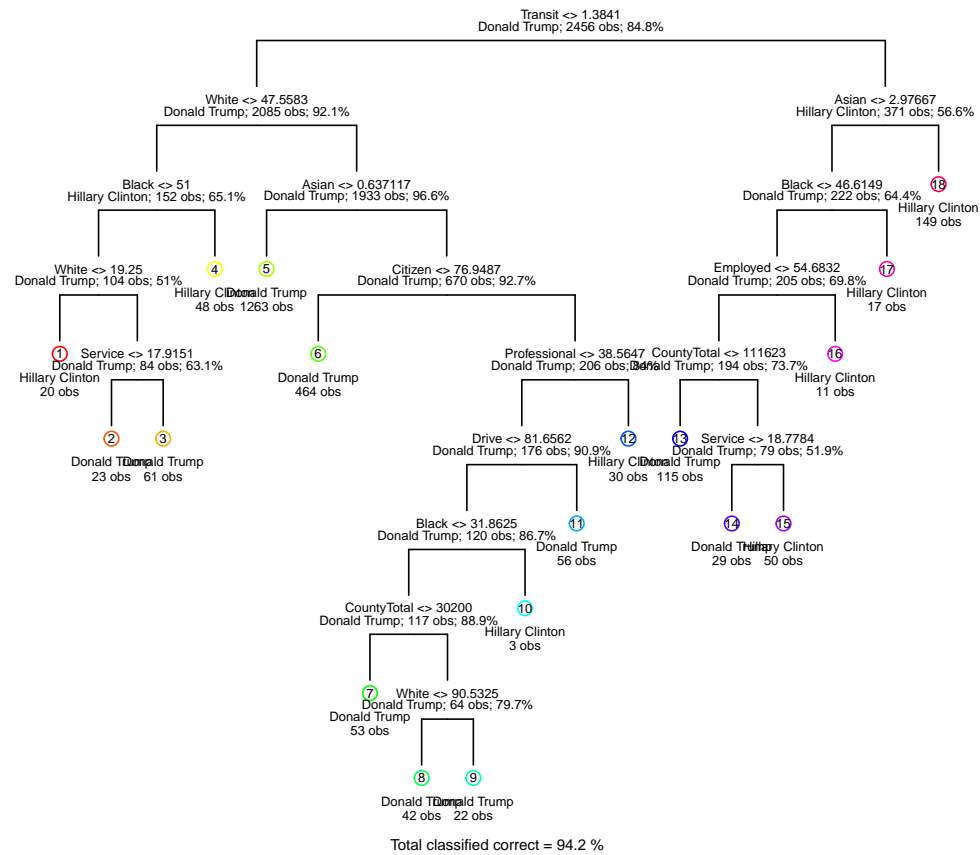 Transit <> 1.3841
Donald Trump; 2456 obs; 84.8%
White <> 47.5583
Donald Trump; 2085 obs; 92.1%
Asian <> 2.97667
Hillary Clinton; 371 obs; 56.6%
Black <> 51
Hillary Clinton; 152 obs; 65.1%
Asian <> 0.637117
Donald Trump; 1933 obs; 96.6%
Black <> 46.6149
Donald Trump; 222 obs; 64.4%
18
Hillary Clinton
149 obs
White <> 19.25
Donald Trump; 104 obs; 51%
4
Hillary Clinton
48 obs
5
Donald Trump
1263 obs
Citizen <> 76.9487
Donald Trump; 670 obs; 92.7%
Employed <> 54.6832
Donald Trump; 205 obs; 69.8%
17
Hillary Clinton
17 obs
1
Hillary Clinton
20 obs
Service <> 17.9151
Donald Trump; 84 obs; 63.1%
6
Donald Trump
464 obs
Professional <> 38.5647
Donald Trump; 206 obs; 84%
CountyTotal <> 111623
Donald Trump; 194 obs; 73.7%
16
Hillary Clinton
11 obs
2
Donald Trump
23 obs
3
Donald Trump
61 obs
Drive <> 81.6562
Donald Trump; 176 obs; 90.9%
12
Hillary Clinton
30 obs
13
Donald Trump
115 obs
Service <> 18.7784
Donald Trump; 79 obs; 51.9%
Black <> 31.8625
Donald Trump; 120 obs; 86.7%
11
Donald Trump
56 obs
14
Donald Trump
29 obs
15
Hillary Clinton
50 obs
CountyTotal <> 30200
Donald Trump; 117 obs; 88.9%
10
Hillary Clinton
3 obs
7
Donald Trump
53 obs
White <> 90.5325
Donald Trump; 64 obs; 79.7%
8
Donald Trump
42 obs
9
Donald Trump
22 obs
Total classified correct = 94.2 %